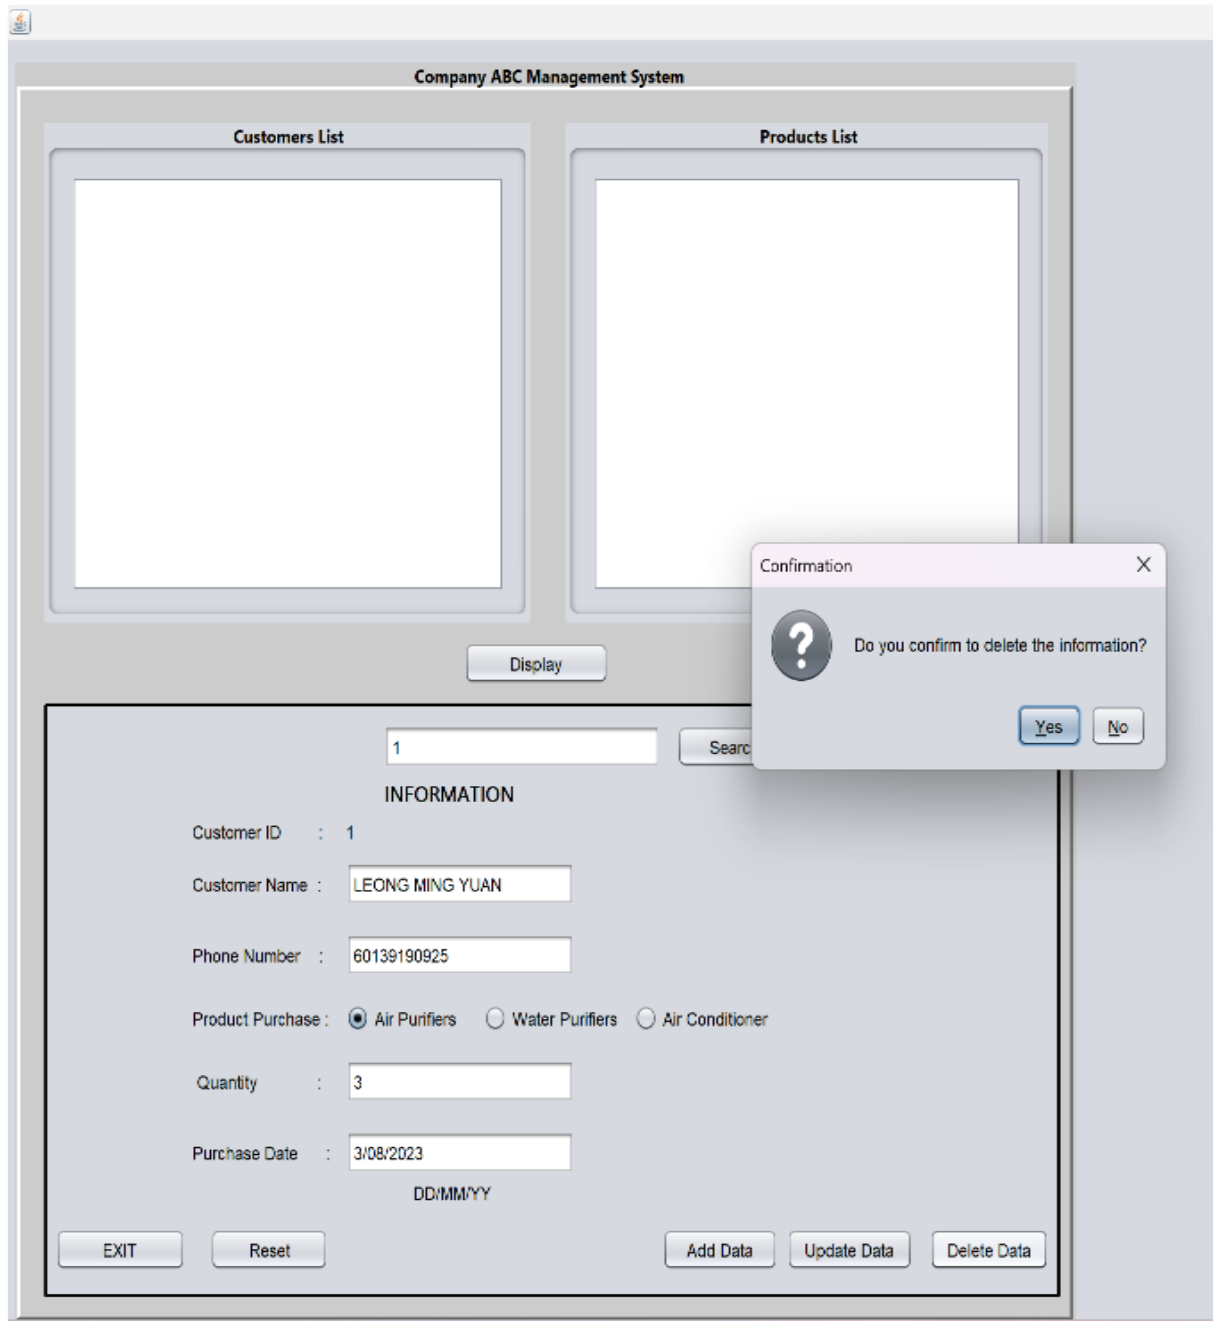 Company ABC Management System
Customers List
Products List
Confirmation
Do you confirm to delete the information?
Yes No
Display
1 Searc
INFORMATION
Customer ID : 1
Customer Name : LEONG MING YUAN
Phone Number : 60139190925
Product Purchase : Air Purifiers Water Purifiers Air Conditioner
Quantity : 3
Purchase Date : 3/08/2023
DD/MM/YY
EXIT Reset Add Data Update Data Delete Data